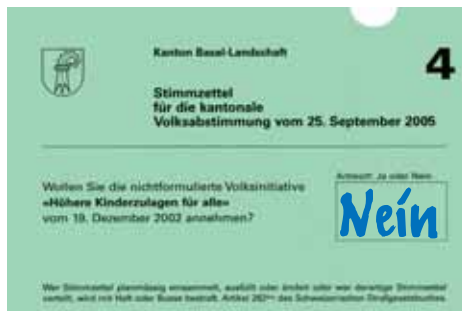 Kanton Basel-Landschaft
4
Stimmzettel
für die kantonale
Volksabstimmung vom 25. September 2005
Antwort: Ja oder Nein
Wollen Sie die nichtformulierte Volksinitiative
«Höhere Kinderzulagen für alle»
vom 19. Dezember 2002 annehmen?
Nein
Wer Stimmzettel planmässig einsammelt, ausfüllt oder ändert oder wer derartige Stimmzettel
verteilt, wird mit Haft oder Busse bestraft. Artikel 282bis des Schweizerischen Strafgesetzbuches.